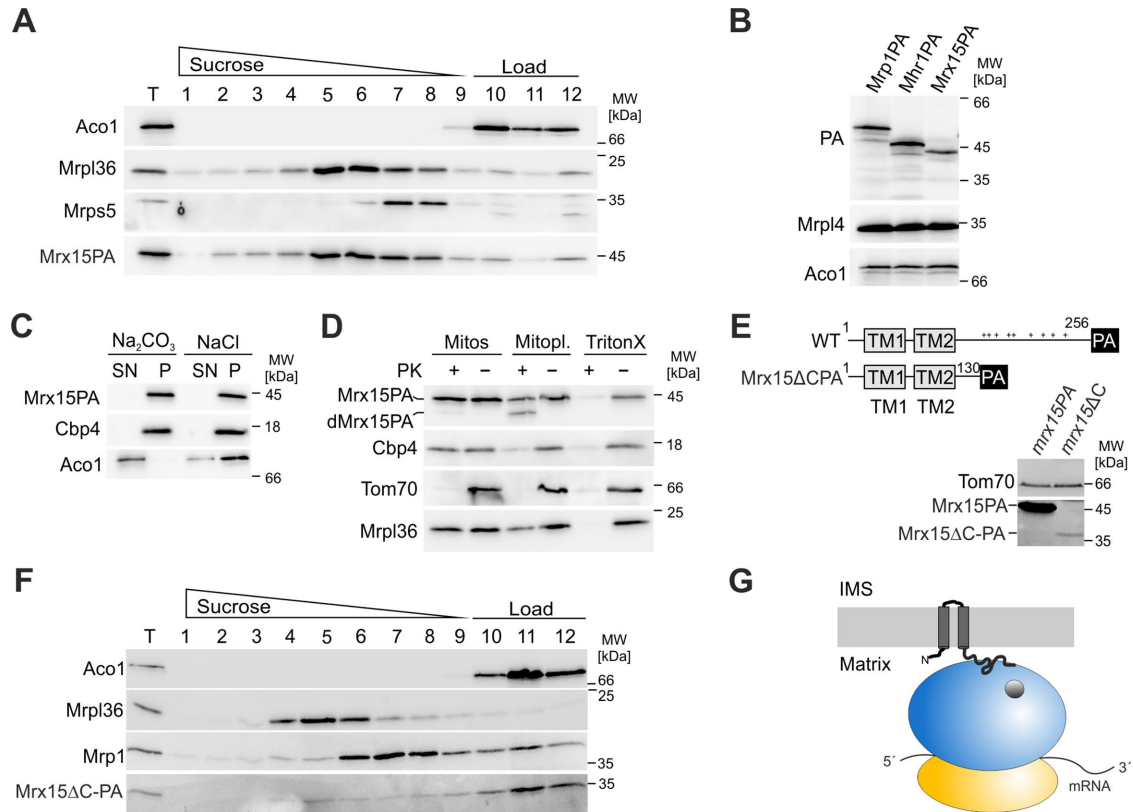 A
Sucrose
Load
T 1 2 3 4 5 6 7 8 9 10 11 12
MW
[kDa]
Aco1
66
25
Mrpl36
35
Mrps5
Mrx15PA
45
B
Mrp1PA
Mhr1PA
Mrx15PA
MW
[kDa]
66
PA
45
35
Mrpl4
35
Aco1
66
C
Na₂CO₃ NaCl
SN P SN P
MW
[kDa]
Mrx15PA
45
Cbp4
18
Aco1
66
D
Mitos Mitopl. TritonX
PK + – + – + –
MW
[kDa]
Mrx15PA
45
dMrx15PA
Cbp4
18
Tom70
66
25
Mrpl36
E
WT 1 TM1 TM2 +++ ++ + + + + 256 PA
Mrx15ΔCPA 1 TM1 TM2 130 PA
TM1 TM2
mrx15PA
mrx15ΔC
MW
[kDa]
Tom70
66
Mrx15PA
45
Mrx15ΔC-PA
35
F
Sucrose
Load
T 1 2 3 4 5 6 7 8 9 10 11 12
MW
[kDa]
Aco1
66
25
Mrpl36
Mrp1
35
Mrx15ΔC-PA
35
G
IMS
Matrix
N
5´
3´
mRNA